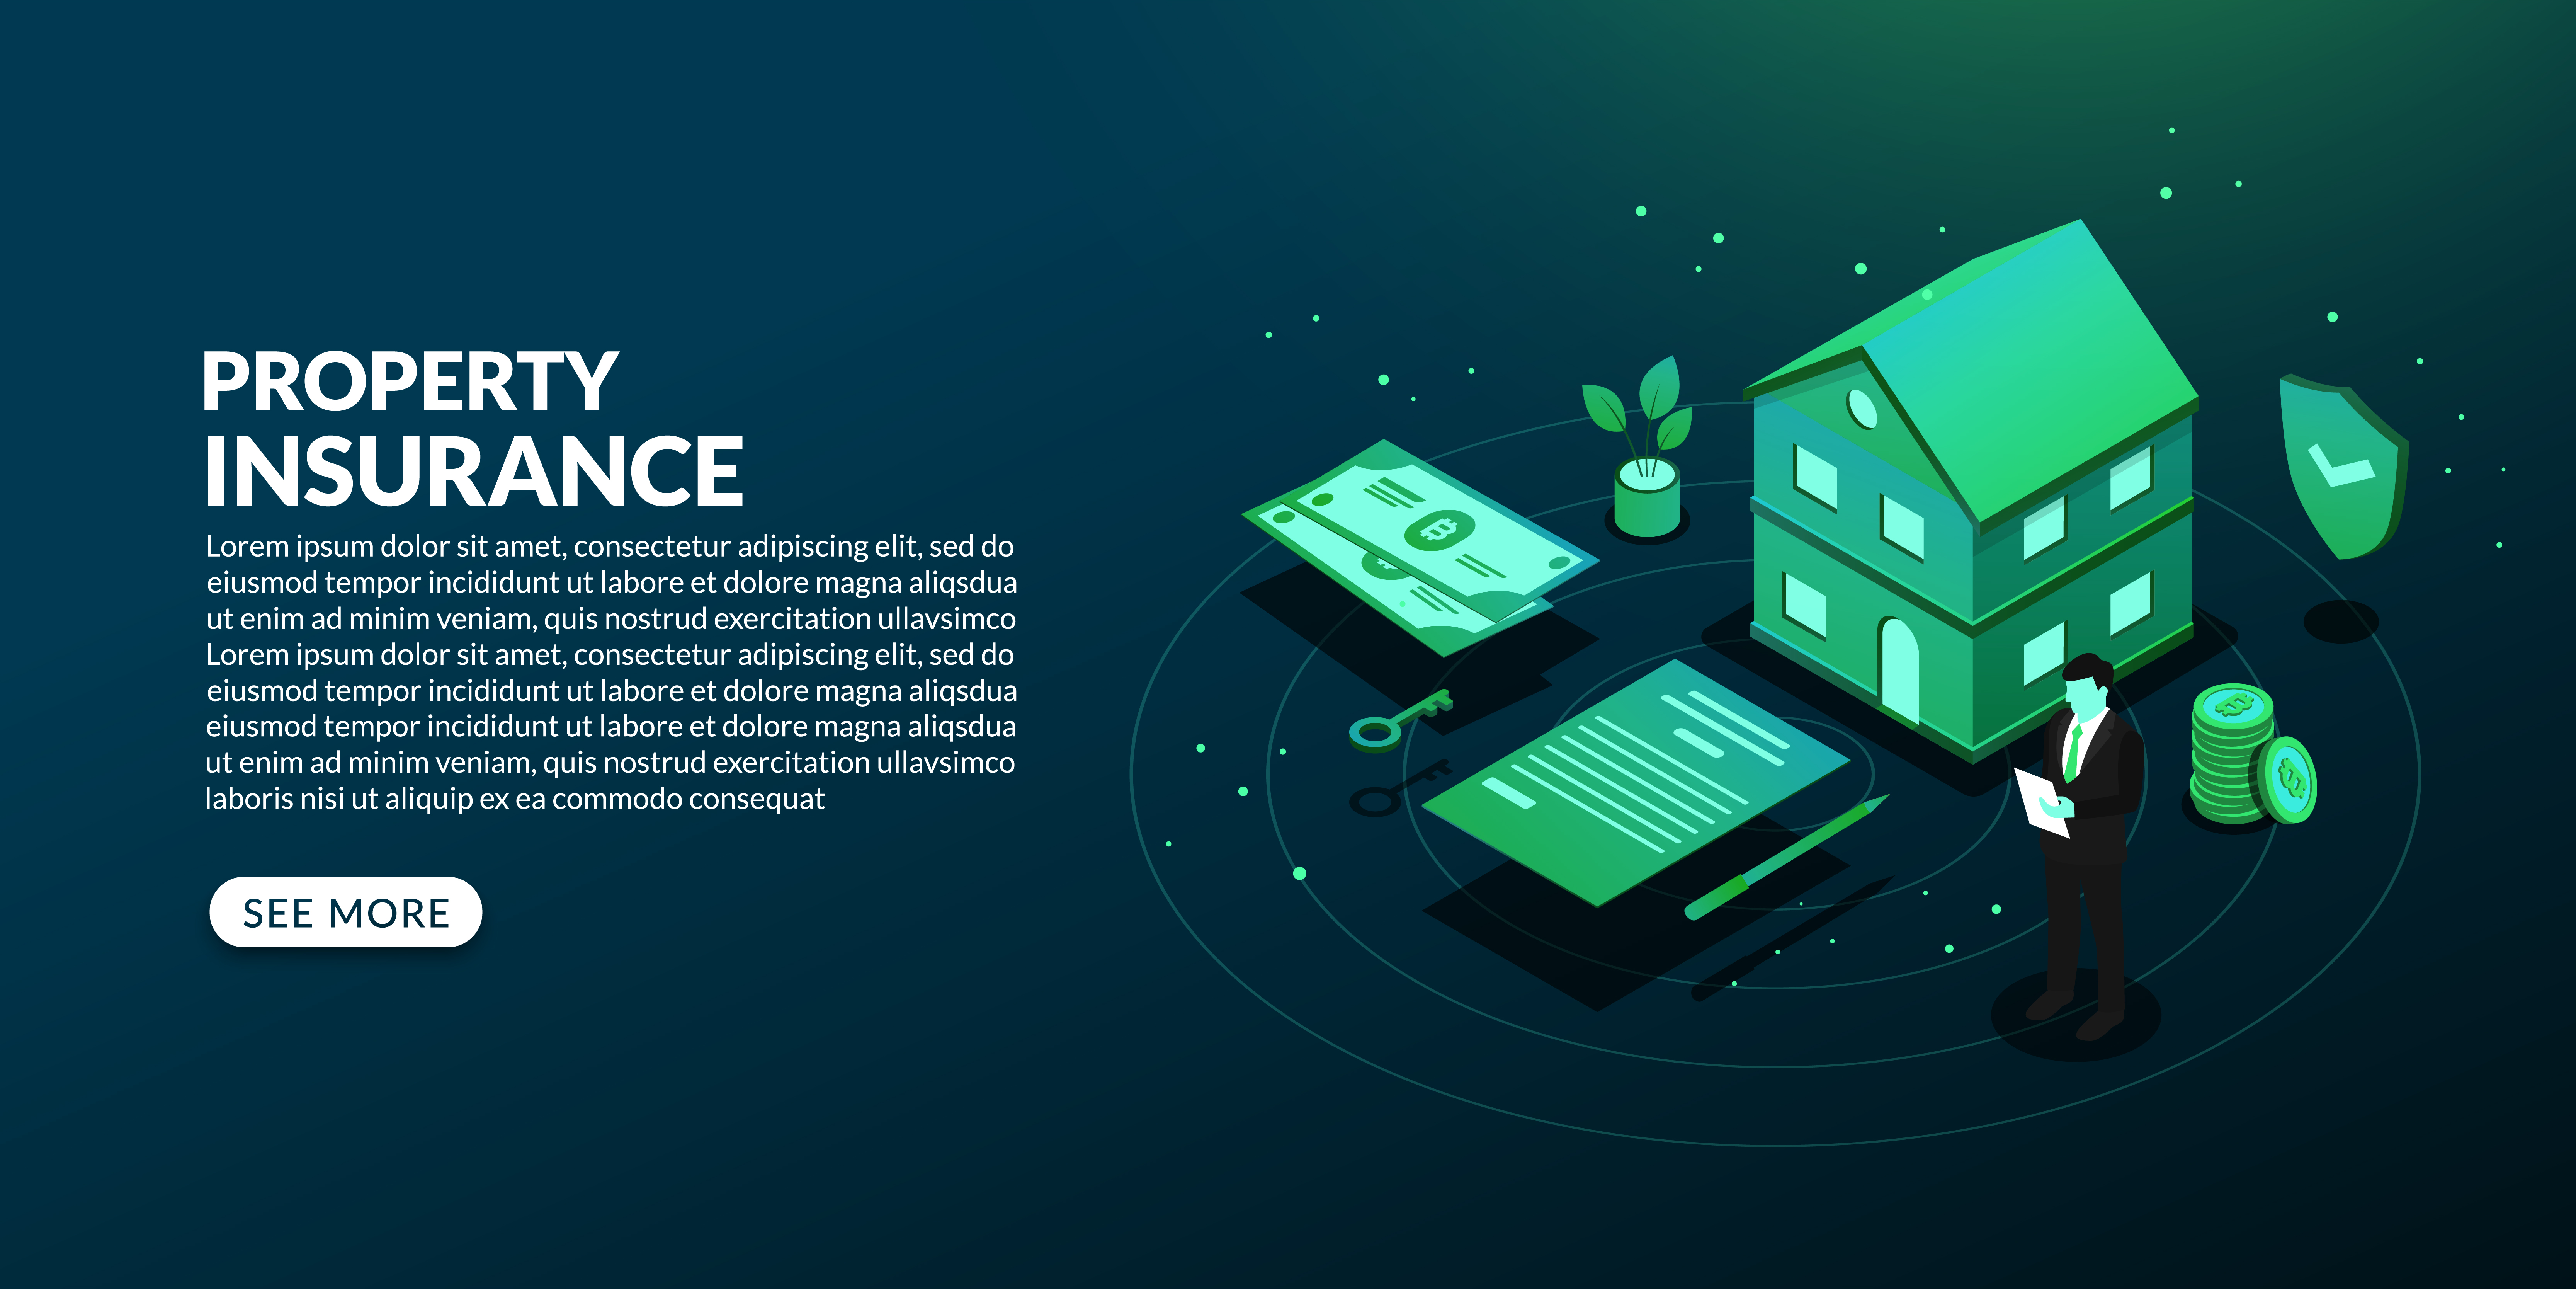 PROPERTY
INSURANCE
Lorem ipsum dolor sit amet, consectetur adipiscing elit, sed do
eiusmod tempor incididunt ut labore et dolore magna aliqsdua
ut enim ad minim veniam, quis nostrud exercitation ullavsimco
Lorem ipsum dolor sit amet, consectetur adipiscing elit, sed do
eiusmod tempor incididunt ut labore et dolore magna aliqsdua
eiusmod tempor incididunt ut labore et dolore magna aliqsdua
ut enim ad minim veniam, quis nostrud exercitation ullavsimco
laboris nisi ut aliquip ex ea commodo consequat
SEE MORE